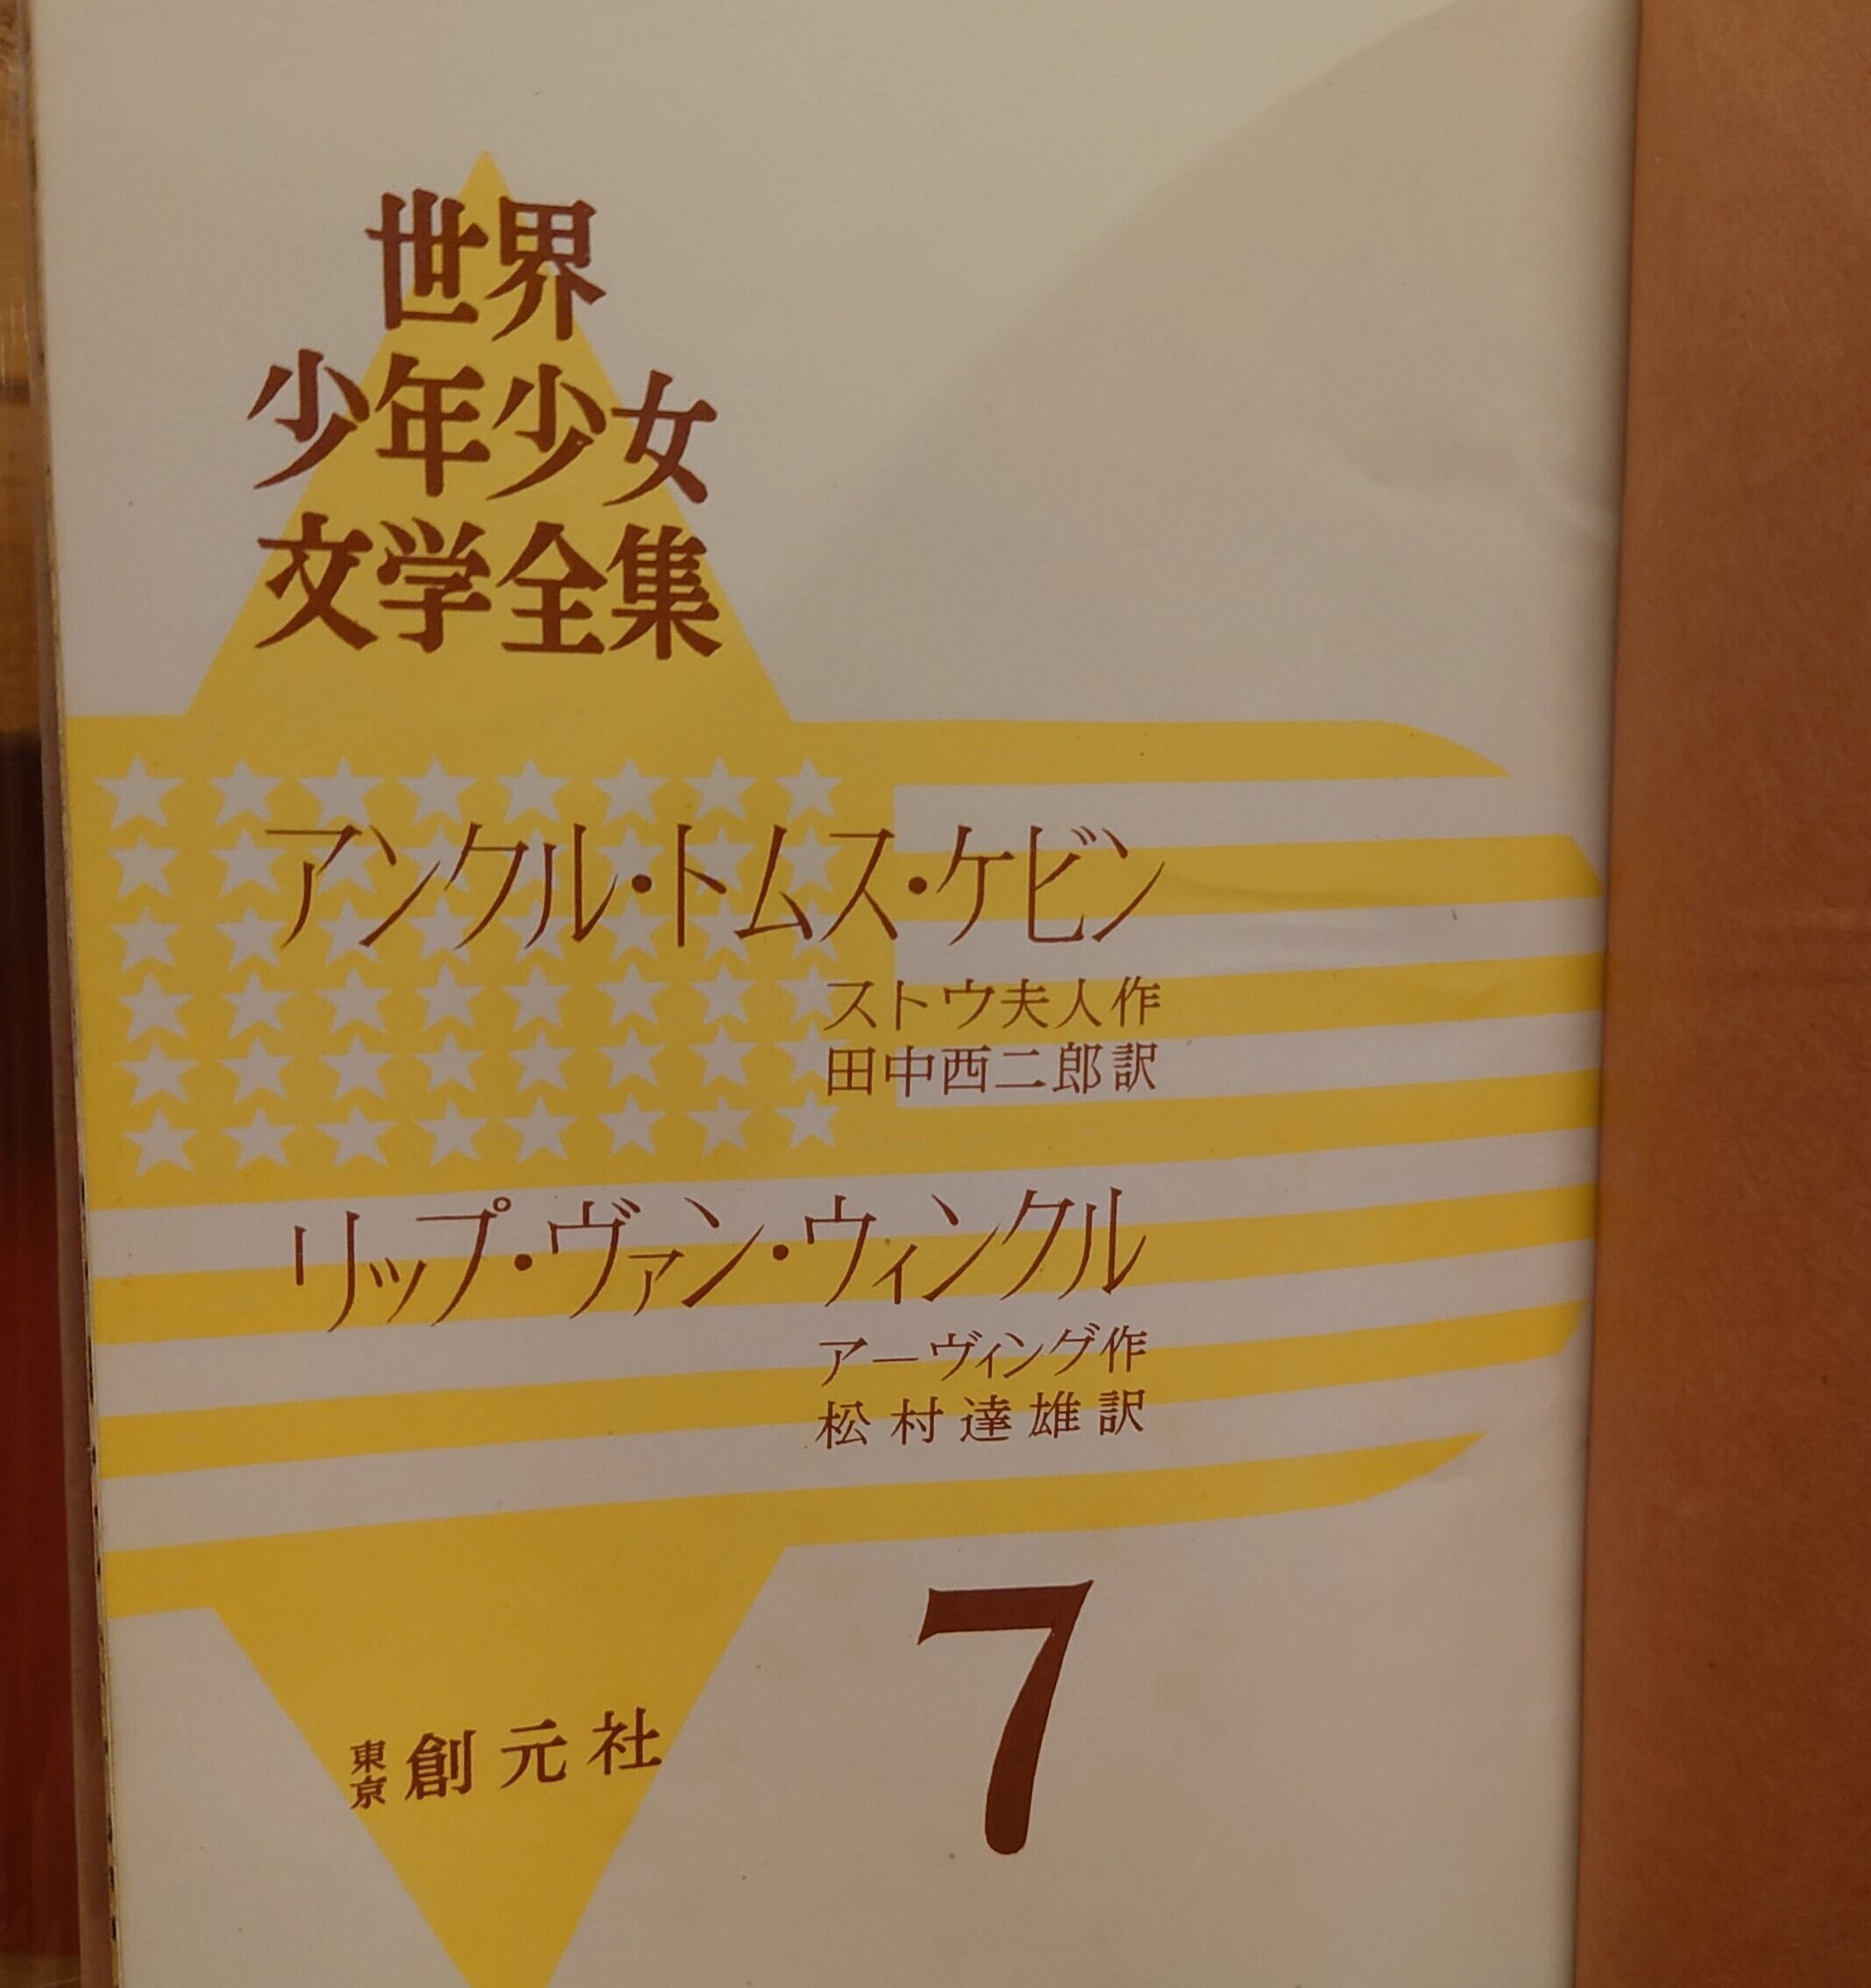 世界
少年少女
文学全集
アンクル・トムス・ケビン
ストウ夫人作
田中西二郎訳
リップ・ヴァン・ウィンクル
アーヴィング作
松村達雄訳
7
東京 創元社